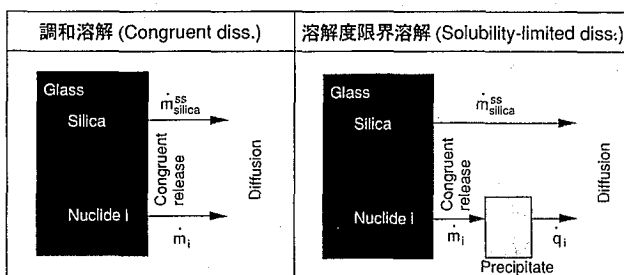 調和溶解 (Congruent diss.)
Glass
Silica
ṁ^ss_silica
Congruent release
Diffusion
Nuclide i
ṁ_i
溶解度限界溶解 (Solubility-limited diss.)
Glass
Silica
ṁ^ss_silica
Congruent release
Diffusion
Nuclide i
ṁ_i
q̇_i
Precipitate